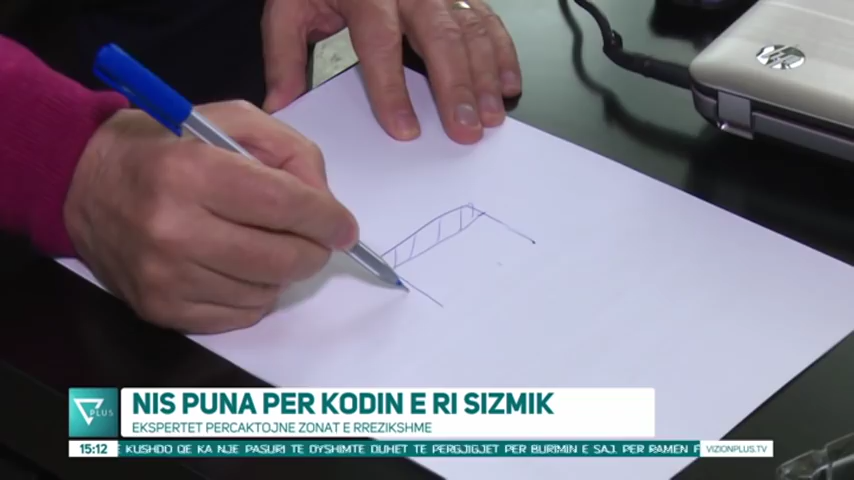 hp
NIS PUNA PER KODIN E RI SIZMIK
PLUS
EKSPERTET PERCAKTOJNE ZONAT E RREZIKSHME
15:12
E KUSHDO QE KA NJE PASURI TE DYSHIMTE DUHET TE PERGJIGJET PER BURIMIN E SAJ. PER RAMEN
VIZIONPLUS.TV